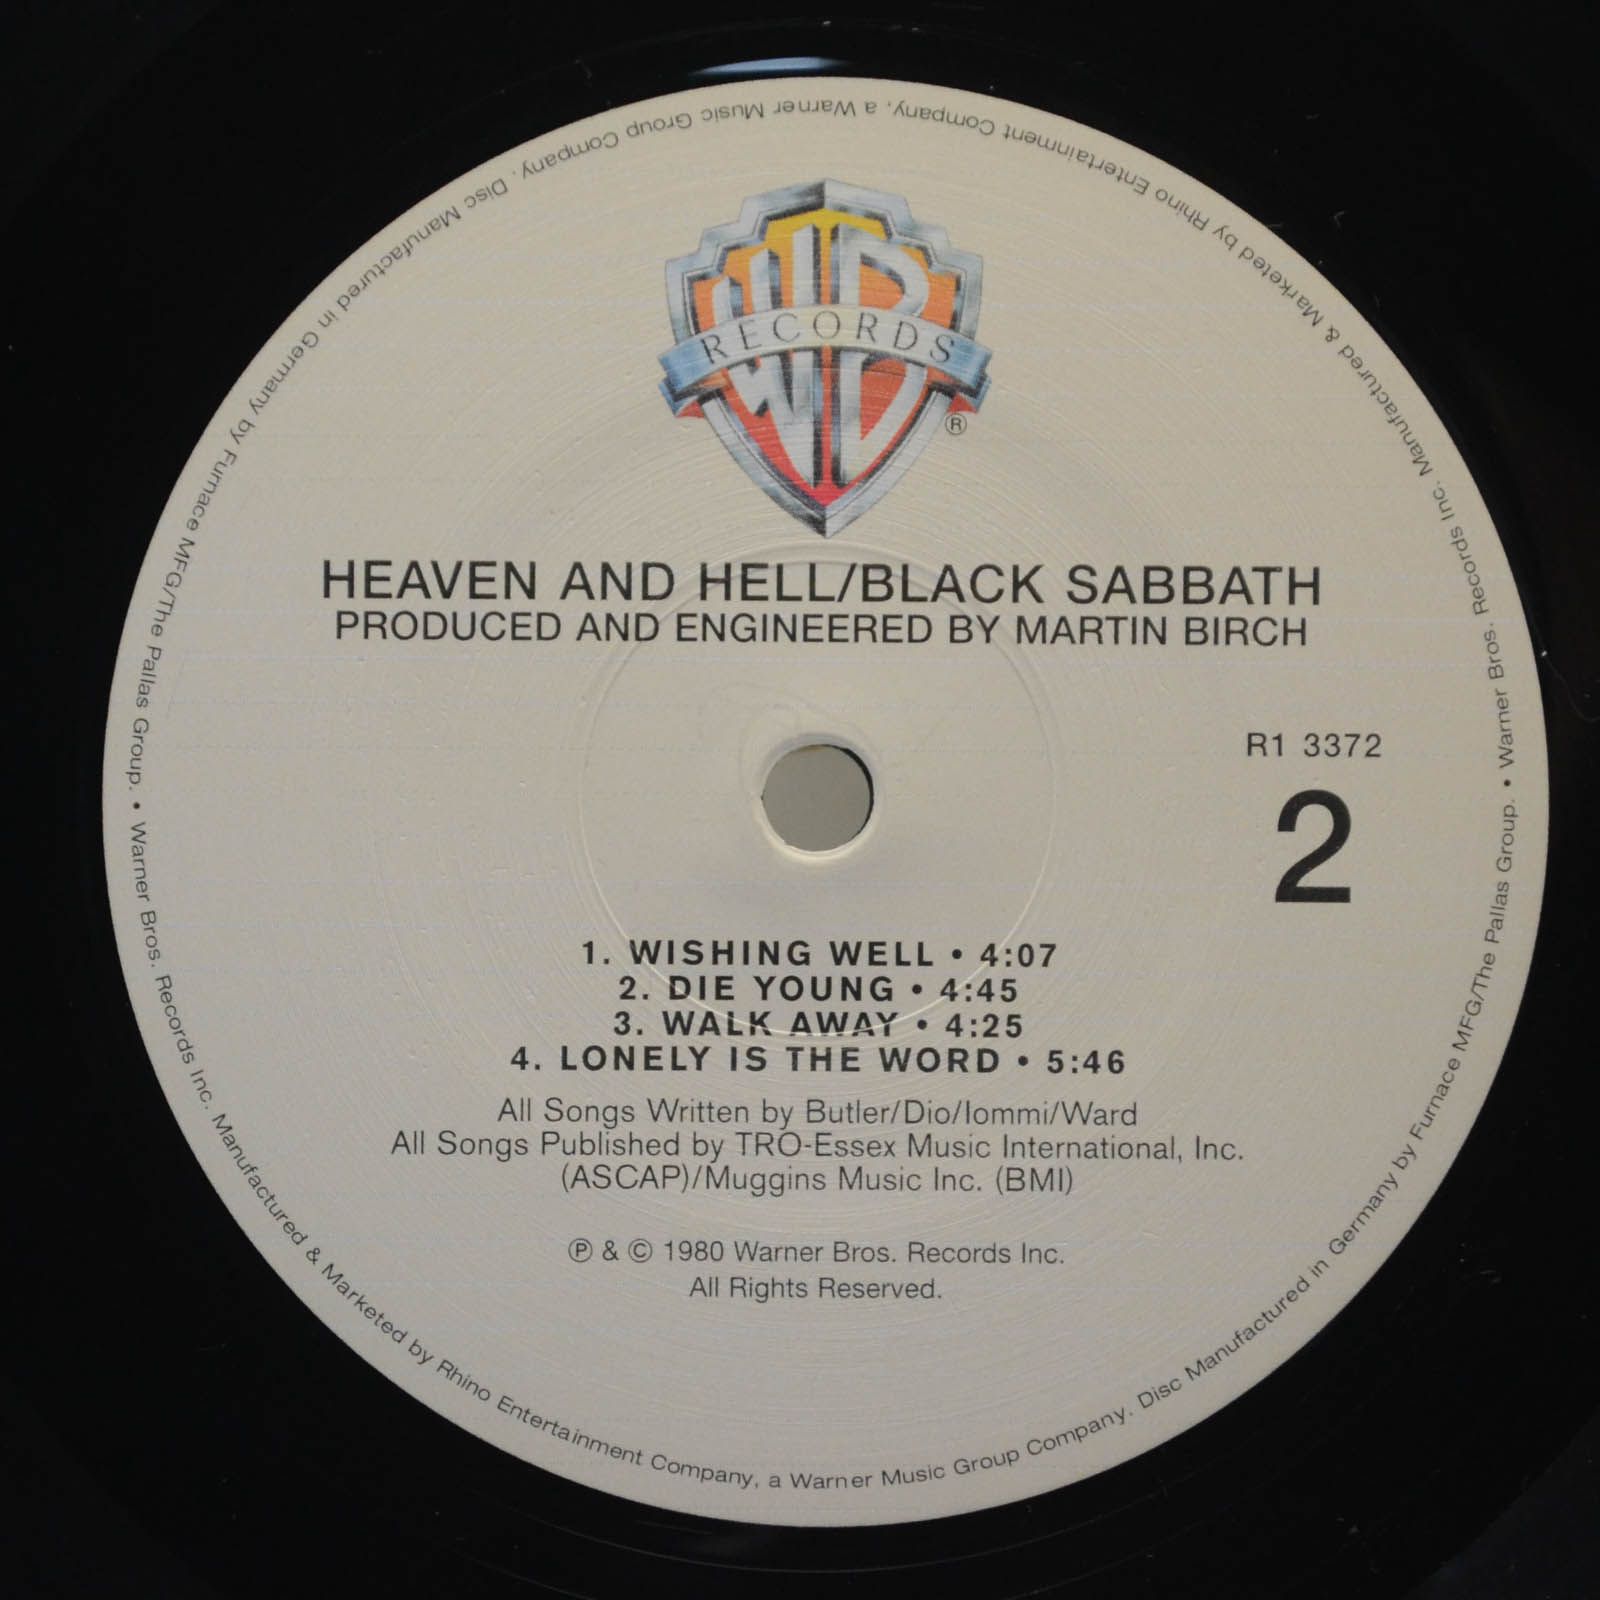 WB
RECORDS
®
HEAVEN AND HELL/BLACK SABBATH
PRODUCED AND ENGINEERED BY MARTIN BIRCH
R1 3372
2
1. WISHING WELL • 4:07
2. DIE YOUNG • 4:45
3. WALK AWAY • 4:25
4. LONELY IS THE WORD • 5:46
All Songs Written by Butler/Dio/Iommi/Ward
All Songs Published by TRO-Essex Music International, Inc.
(ASCAP)/Muggins Music Inc. (BMI)
℗ & © 1980 Warner Bros. Records Inc.
All Rights Reserved.
• Warner Bros. Records Inc. Manufactured & Marketed by Rhino Entertainment Company, a Warner Music Group Company. Disc Manufactured in Germany by Furnace MFG/The Pallas Group.
• Warner Bros. Records Inc. Manufactured & Marketed by Rhino Entertainment Company, a Warner Music Group Company. Disc Manufactured in Germany by Furnace MFG/The Pallas Group.